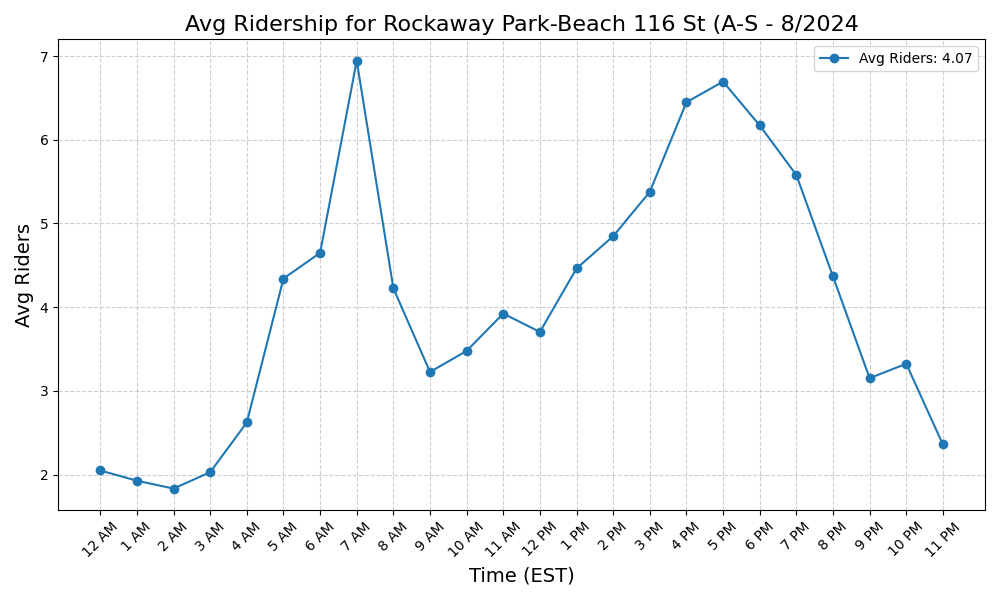 Avg Ridership for Rockaway Park-Beach 116 St (A-S - 8/2024
Avg Riders: 4.07
Avg Riders
7
6
5
4
3
2
12 AM
1 AM
2 AM
3 AM
4 AM
5 AM
6 AM
7 AM
8 AM
9 AM
10 AM
11 AM
12 PM
1 PM
2 PM
3 PM
4 PM
5 PM
6 PM
7 PM
8 PM
9 PM
10 PM
11 PM
Time (EST)